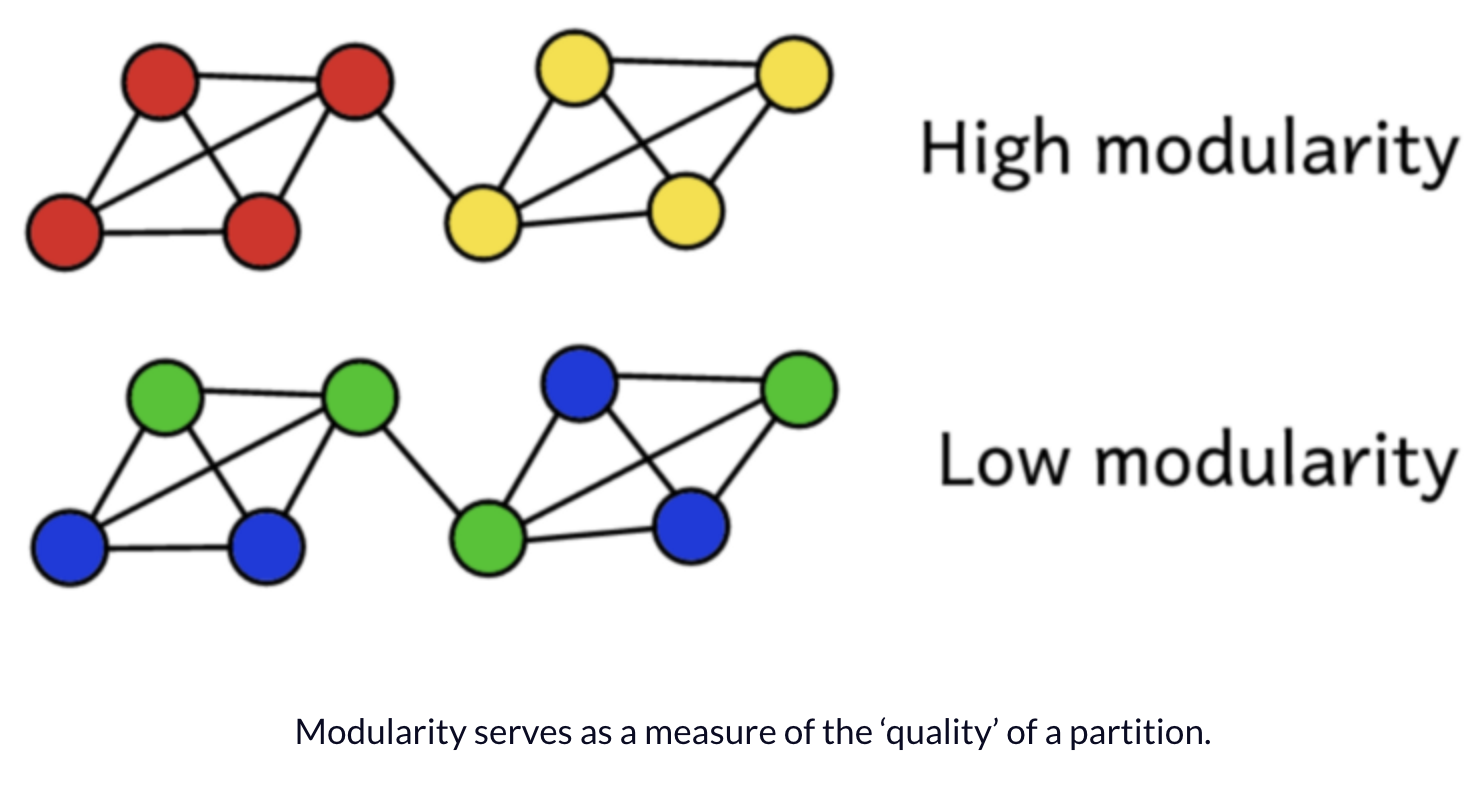 High modularity
Low modularity
Modularity serves as a measure of the ‘quality’ of a partition.